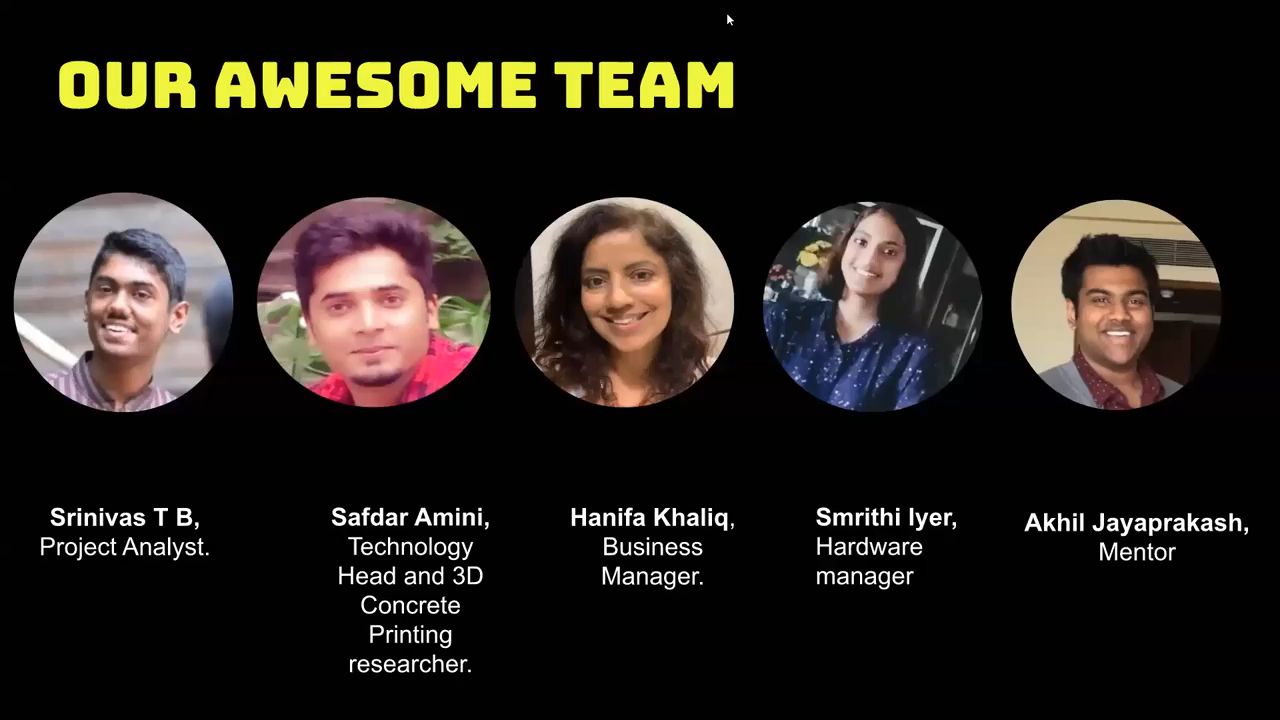 OUR AWESOME TEAM
Srinivas T B,
Project Analyst.
Safdar Amini,
Technology
Head and 3D
Concrete
Printing
researcher.
Hanifa Khaliq,
Business
Manager.
Smrithi Iyer,
Hardware
manager
Akhil Jayaprakash,
Mentor